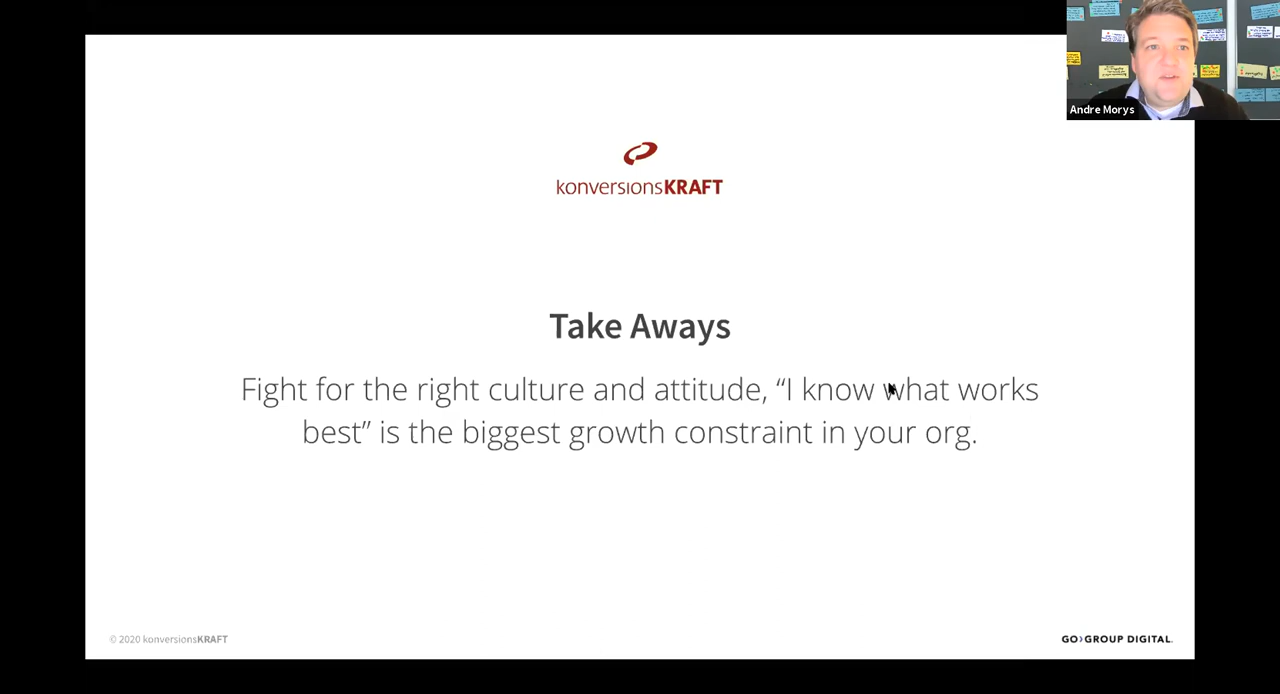 Andre Morys
konversionsKRAFT
Take Aways
Fight for the right culture and attitude, “I know what works
best” is the biggest growth constraint in your org.
© 2020 konversionsKRAFT
GO›GROUP DIGITAL.